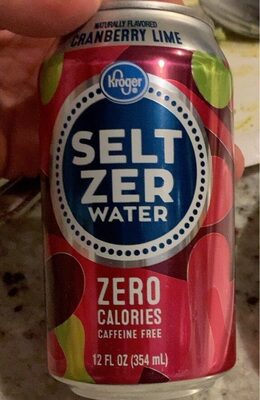 NATURALLY FLAVORED
CRANBERRY LIME
Kroger
SELT
ZER
WATER
ZERO
CALORIES
CAFFEINE FREE
12 FL OZ (354 mL)